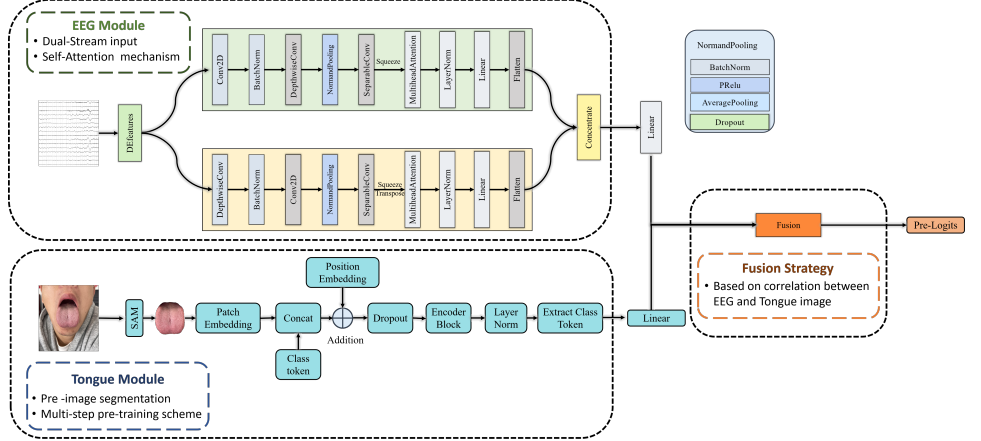 EEG Module
• Dual-Stream input
• Self-Attention mechanism
DEfeatures
Conv2D
BatchNorm
DepthwiseConv
NormandPooling
SeparableConv
Squeeze
MultiheadAttention
LayerNorm
Linear
Flatten
DepthwiseConv
BatchNorm
Conv2D
NormandPooling
SeparableConv
Squeeze
Transpose
MultiheadAttention
LayerNorm
Linear
Flatten
Concentrate
Linear
NormandPooling
BatchNorm
PRelu
AveragePooling
Dropout
Fusion
Pre-Logits
Fusion Strategy
• Based on correlation between
EEG and Tongue image
SAM
Patch
Embedding
Concat
Class
token
Position
Embedding
Addition
Dropout
Encoder
Block
Layer
Norm
Extract Class
Token
Linear
Tongue Module
• Pre -image segmentation
• Multi-step pre-training scheme